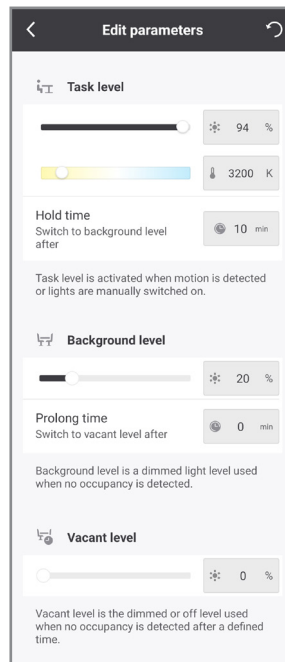 Edit parameters
Task level
94 %
3200 K
Hold time
Switch to background level
after
10 min
Task level is activated when motion is detected
or lights are manually switched on.
Background level
20 %
Prolong time
Switch to vacant level after
0 min
Background level is a dimmed light level used
when no occupancy is detected.
Vacant level
0 %
Vacant level is the dimmed or off level used
when no occupancy is detected after a defined
time.